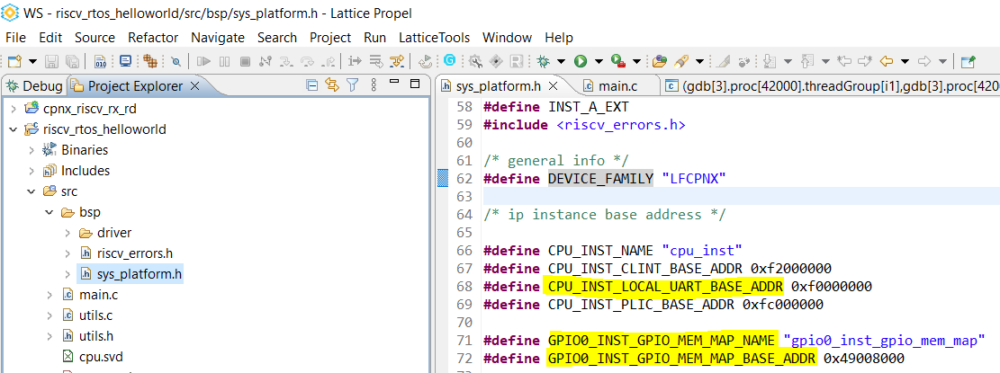 WS - riscv_rtos_helloworld/src/bsp/sys_platform.h - Lattice Propel
File Edit Source Refactor Navigate Search Project Run LatticeTools Window Help
Debug Project Explorer
cpnx_riscv_rx_rd
riscv_rtos_helloworld
Binaries
Includes
src
bsp
driver
riscv_errors.h
sys_platform.h
main.c
utils.c
utils.h
cpu.svd
sys_platform.h main.c (gdb[3].proc[42000].threadGroup[i1],gdb[3].proc[420
58 #define INST_A_EXT
59 #include <riscv_errors.h>
60
61 /* general info */
62 #define DEVICE_FAMILY "LFCPNX"
63
64 /* ip instance base address */
65
66 #define CPU_INST_NAME "cpu_inst"
67 #define CPU_INST_CLINT_BASE_ADDR 0xf2000000
68 #define CPU_INST_LOCAL_UART_BASE_ADDR 0xf0000000
69 #define CPU_INST_PLIC_BASE_ADDR 0xfc000000
70
71 #define GPIO0_INST_GPIO_MEM_MAP_NAME "gpio0_inst_gpio_mem_map"
72 #define GPIO0_INST_GPIO_MEM_MAP_BASE_ADDR 0x49008000